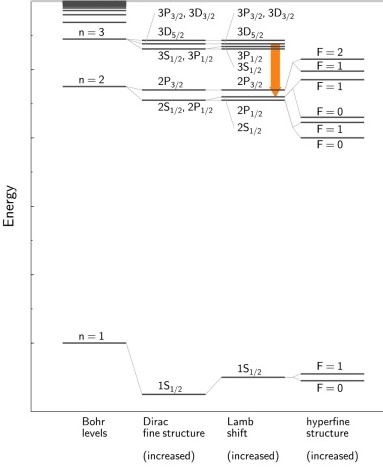 3P3/2, 3D3/2
3P3/2, 3D3/2
n = 3
3D5/2
3D5/2
3S1/2, 3P1/2
3P1/2
3S1/2
n = 2
2P3/2
2P3/2
2S1/2, 2P1/2
2P1/2
2S1/2
F = 2
F = 1
F = 1
F = 0
F = 1
F = 0
Energy
n = 1
1S1/2
1S1/2
F = 1
F = 0
Bohr
levels
Dirac
fine structure
(increased)
Lamb
shift
(increased)
hyperfine
structure
(increased)